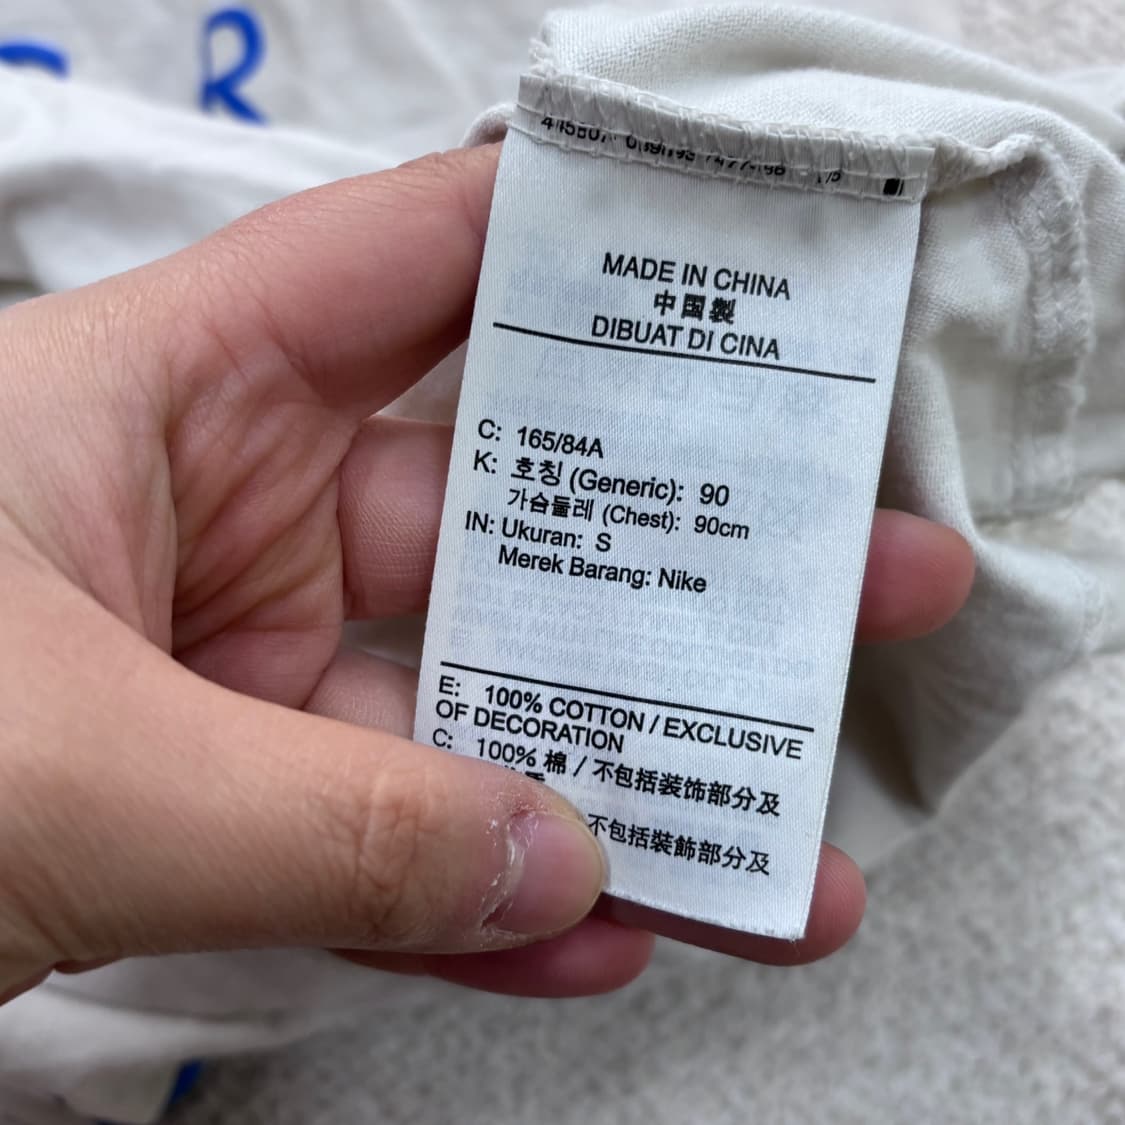 R
MADE IN CHINA
中国製
DIBUAT DI CINA
C: 165/84A
K: 호칭 (Generic): 90
가슴둘레 (Chest): 90cm
IN: Ukuran: S
Merek Barang: Nike
E: 100% COTTON / EXCLUSIVE
OF DECORATION
C: 100% 棉 / 不包括装饰部分及
不包括裝飾部分及